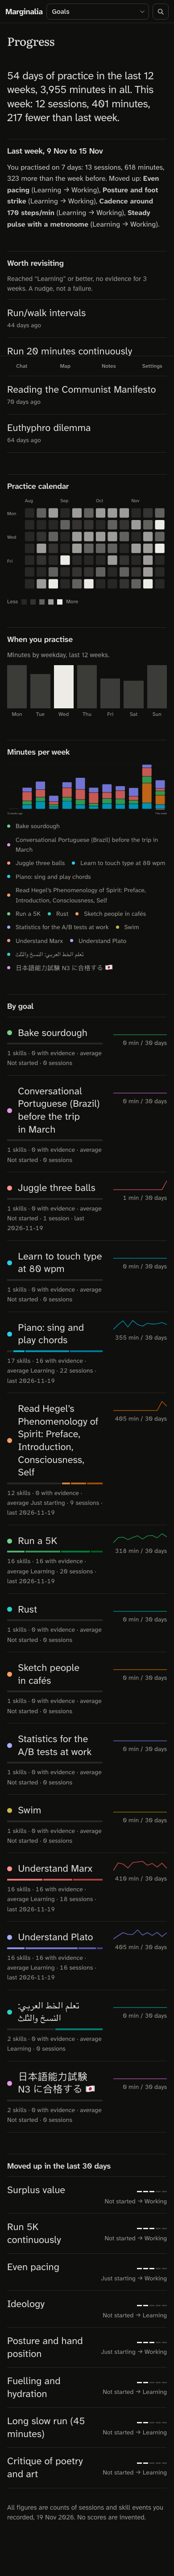 Marginalia Goals
Progress
54 days of practice in the last 12
weeks, 3,955 minutes in all. This
week: 12 sessions, 401 minutes,
217 fewer than last week.
Last week, 9 Nov to 15 Nov
You practised on 7 days: 13 sessions, 618 minutes,
323 more than the week before. Moved up: Even
pacing (Learning → Working), Posture and foot
strike (Learning → Working), Cadence around
170 steps/min (Learning → Working), Steady
pulse with a metronome (Learning → Working).
Worth revisiting
Reached “Learning” or better, no evidence for 3
weeks. A nudge, not a failure.
Run/walk intervals
44 days ago
Run 20 minutes continuously
Chat Map Notes Settings
Reading the Communist Manifesto
70 days ago
Euthyphro dilemma
64 days ago
Practice calendar
Aug Sep Oct Nov
Mon
Wed
Fri
Less More
When you practise
Minutes by weekday, last 12 weeks.
Mon Tue Wed Thu Fri Sat Sun
Minutes per week
Bake sourdough
Conversational Portuguese (Brazil) before the trip in
March
Juggle three balls Learn to touch type at 80 wpm
Piano: sing and play chords
Read Hegel's Phenomenology of Spirit: Preface,
Introduction, Consciousness, Self
Run a 5K Rust Sketch people in cafés
Statistics for the A/B tests at work Swim
Understand Marx Understand Plato
تعلم الخط العربي: النسخ والثلث
日本語能力試験 N3 に合格する 🇯🇵
By goal
Bake sourdough
0 min / 30 days
1 skills · 0 with evidence · average
Not started · 0 sessions
Conversational
Portuguese (Brazil)
before the trip
in March
0 min / 30 days
1 skills · 0 with evidence · average
Not started · 0 sessions
Juggle three balls
1 min / 30 days
1 skills · 0 with evidence · average
Not started · 1 session · last
2026-11-19
Learn to touch type
at 80 wpm
0 min / 30 days
1 skills · 0 with evidence · average
Not started · 0 sessions
Piano: sing and
play chords
355 min / 30 days
17 skills · 16 with evidence ·
average Learning · 22 sessions ·
last 2026-11-19
Read Hegel's
Phenomenology of
Spirit: Preface,
Introduction,
Consciousness,
Self
405 min / 30 days
12 skills · 0 with evidence ·
average Just starting · 9 sessions ·
last 2026-11-19
Run a 5K
318 min / 30 days
16 skills · 16 with evidence ·
average Learning · 20 sessions ·
last 2026-11-19
Rust
0 min / 30 days
1 skills · 0 with evidence · average
Not started · 0 sessions
Sketch people
in cafés
0 min / 30 days
1 skills · 0 with evidence · average
Not started · 0 sessions
Statistics for the
A/B tests at work
0 min / 30 days
1 skills · 0 with evidence · average
Not started · 0 sessions
Swim
0 min / 30 days
1 skills · 0 with evidence · average
Not started · 0 sessions
Understand Marx
410 min / 30 days
16 skills · 16 with evidence ·
average Learning · 18 sessions ·
last 2026-11-19
Understand Plato
405 min / 30 days
16 skills · 16 with evidence ·
average Learning · 16 sessions ·
last 2026-11-19
تعلم الخط العربي:
النسخ والثلث
0 min / 30 days
2 skills · 0 with evidence · average
Learning · 0 sessions
日本語能力試験
N3 に合格する 🇯🇵
0 min / 30 days
2 skills · 0 with evidence · average
Not started · 0 sessions
Moved up in the last 30 days
Surplus value
Not started → Working
Run 5K
continuously
Not started → Working
Even pacing
Just starting → Working
Ideology
Not started → Learning
Posture and hand
position
Just starting → Working
Fuelling and
hydration
Not started → Learning
Long slow run (45
minutes)
Not started → Learning
Critique of poetry
and art
Not started → Learning
All figures are counts of sessions and skill events you
recorded, 19 Nov 2026. No scores are invented.